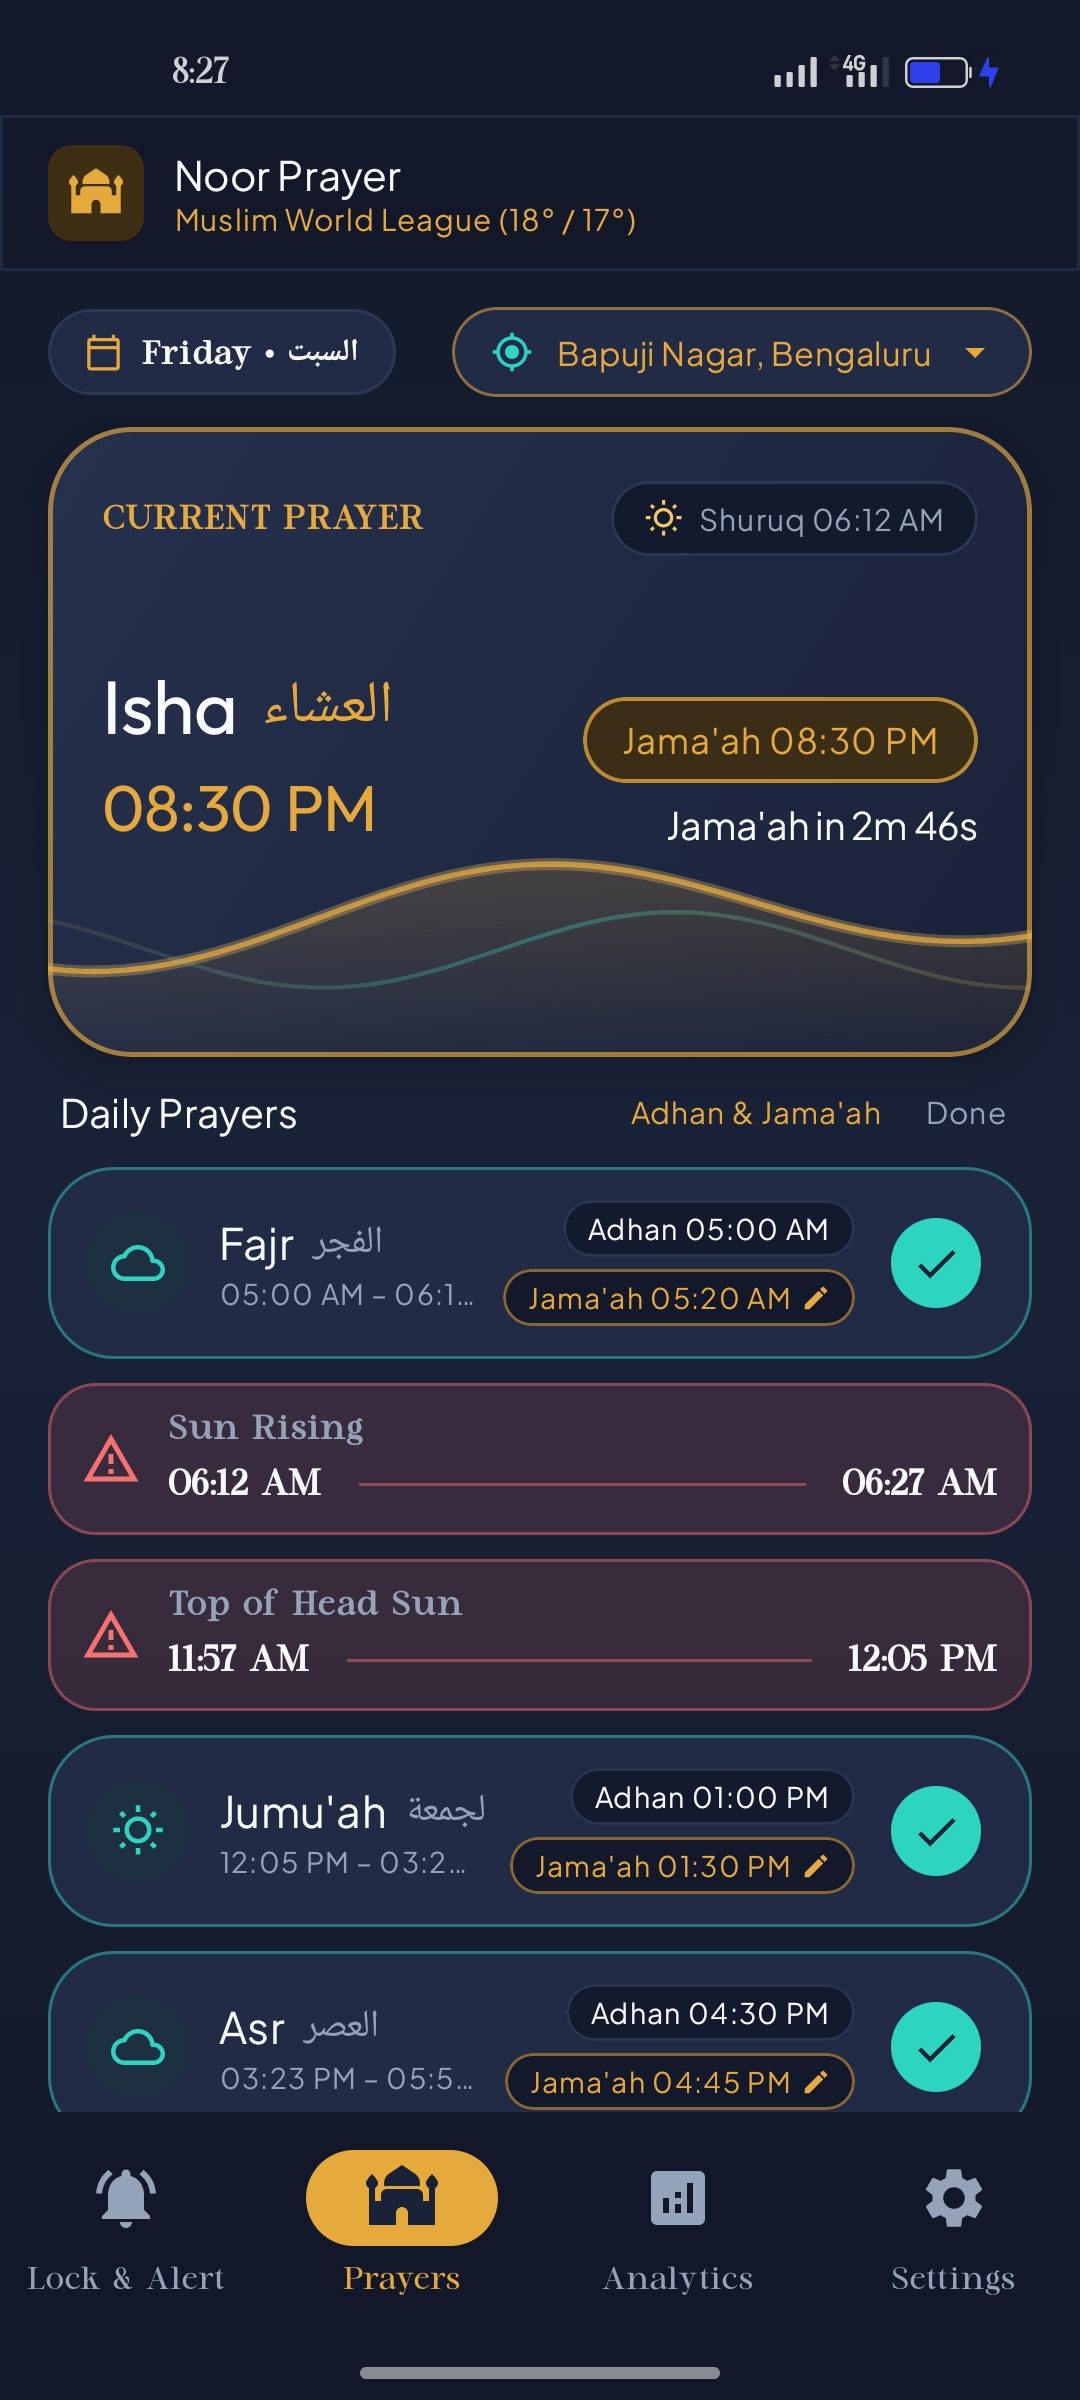 8:27
4G
Noor Prayer
Muslim World League (18° / 17°)
Friday • السبت
Bapuji Nagar, Bengaluru
CURRENT PRAYER
Shuruq 06:12 AM
Isha العشاء
Jama'ah 08:30 PM
08:30 PM
Jama'ah in 2m 46s
Daily Prayers
Adhan & Jama'ah
Done
Fajr الفجر
Adhan 05:00 AM
05:00 AM – 06:1...
Jama'ah 05:20 AM
Sun Rising
06:12 AM
06:27 AM
Top of Head Sun
11:57 AM
12:05 PM
Jumu'ah لجمعة
Adhan 01:00 PM
12:05 PM – 03:2...
Jama'ah 01:30 PM
Asr العصر
Adhan 04:30 PM
03:23 PM – 05:5...
Jama'ah 04:45 PM
Lock & Alert
Prayers
Analytics
Settings